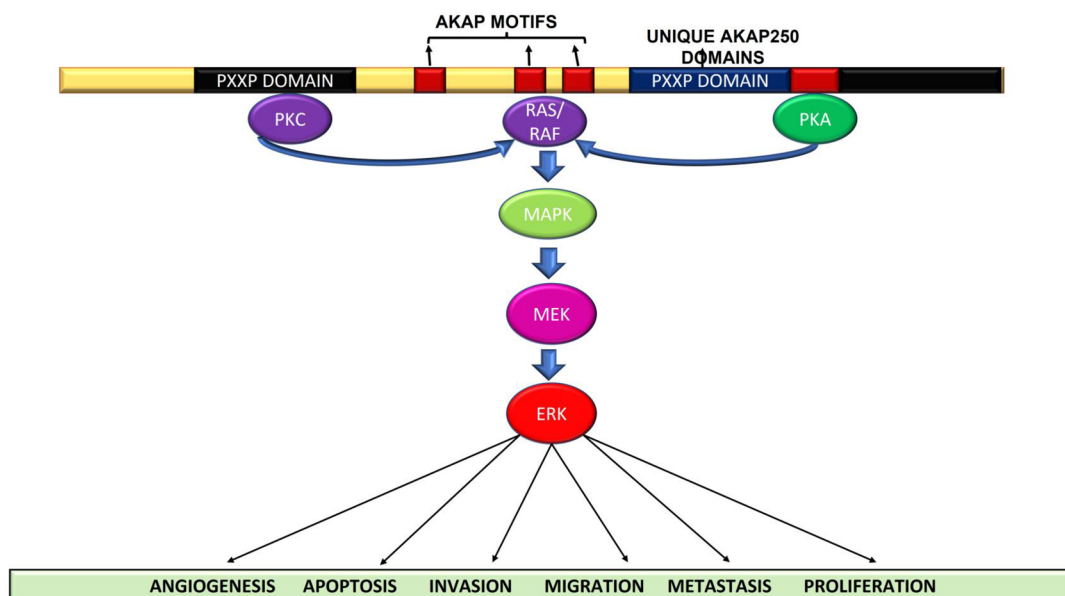 AKAP MOTIFS
UNIQUE AKAP250
DOMAINS
PXXP DOMAIN
PXXP DOMAIN
PKC
RAS/
RAF
PKA
MAPK
MEK
ERK
ANGIOGENESIS APOPTOSIS INVASION MIGRATION METASTASIS PROLIFERATION